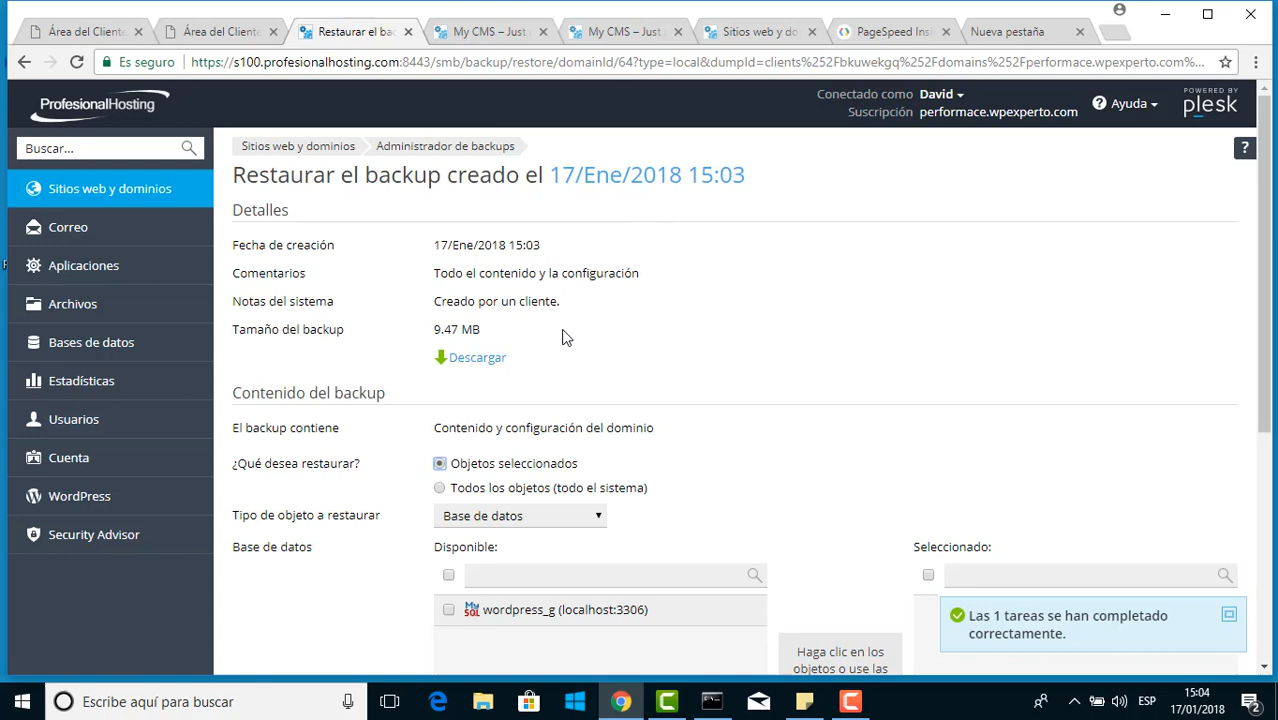 Área del Cliente
Área del Cliente
Restaurar el bac
My CMS – Just
My CMS – Just
Sitios web y do
PageSpeed Insi
Nueva pestaña
Es seguro
https://s100.profesionalhosting.com:8443/smb/backup/restore/domainId/64?type=local&dumpId=clients%252Fbkuwekgq%252Fdomains%252Fperformace.wpexperto.com%...
ProfesionalHosting
Conectado como David
Suscripción performace.wpexperto.com
Ayuda
POWERED BY
plesk
?
Buscar...
Sitios web y dominios
Correo
Aplicaciones
Archivos
Bases de datos
Estadísticas
Usuarios
Cuenta
WordPress
Security Advisor
Sitios web y dominios
Administrador de backups
Restaurar el backup creado el 17/Ene/2018 15:03
Detalles
Fecha de creación 17/Ene/2018 15:03
Comentarios Todo el contenido y la configuración
Notas del sistema Creado por un cliente.
Tamaño del backup 9.47 MB
Descargar
Contenido del backup
El backup contiene Contenido y configuración del dominio
¿Qué desea restaurar? Objetos seleccionados
Todos los objetos (todo el sistema)
Tipo de objeto a restaurar Base de datos
Base de datos Disponible: Seleccionado:
My SQL wordpress_g (localhost:3306)
Haga clic en los
objetos o use las
Las 1 tareas se han completado
correctamente.
Escribe aquí para buscar
ESP
15:04
17/01/2018
2